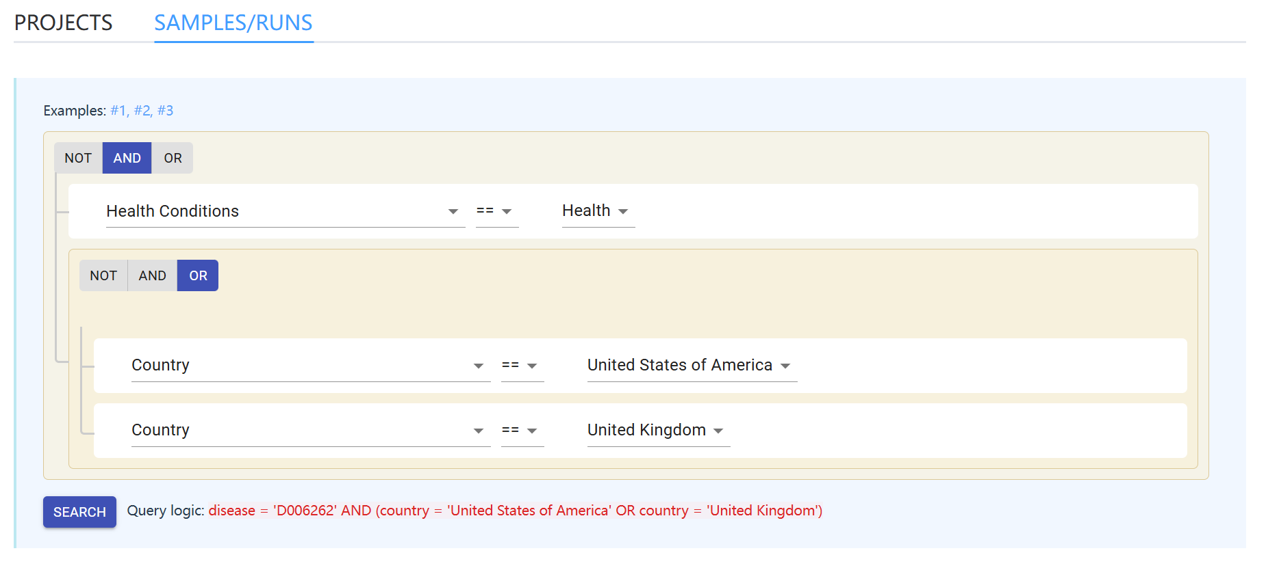 PROJECTS SAMPLES/RUNS
Examples: #1, #2, #3
NOT AND OR
Health Conditions == Health
NOT AND OR
Country == United States of America
Country == United Kingdom
SEARCH Query logic: disease = 'D006262' AND (country = 'United States of America' OR country = 'United Kingdom')